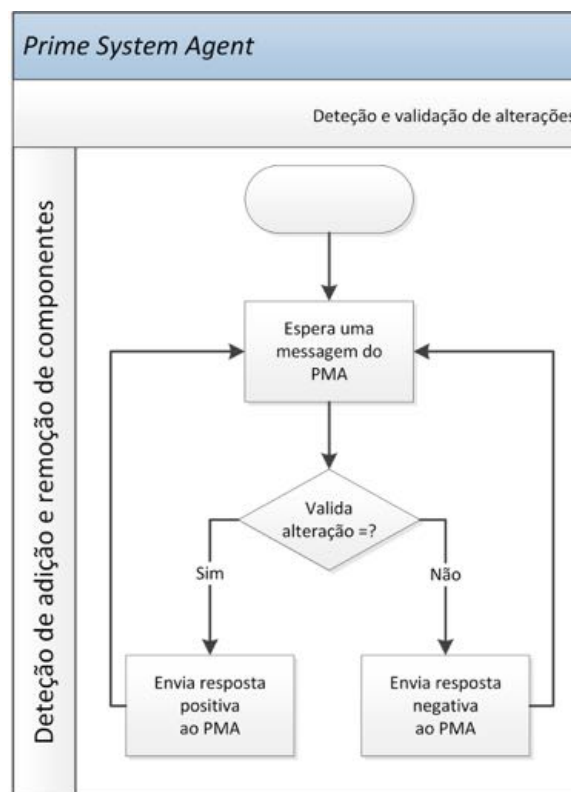 Prime System Agent
Deteção e validação de alterações
Deteção de adição e remoção de componentes
Espera uma
messagem do
PMA
Valida
alteração =?
Sim
Não
Envia resposta
positiva
ao PMA
Envia resposta
negativa
ao PMA